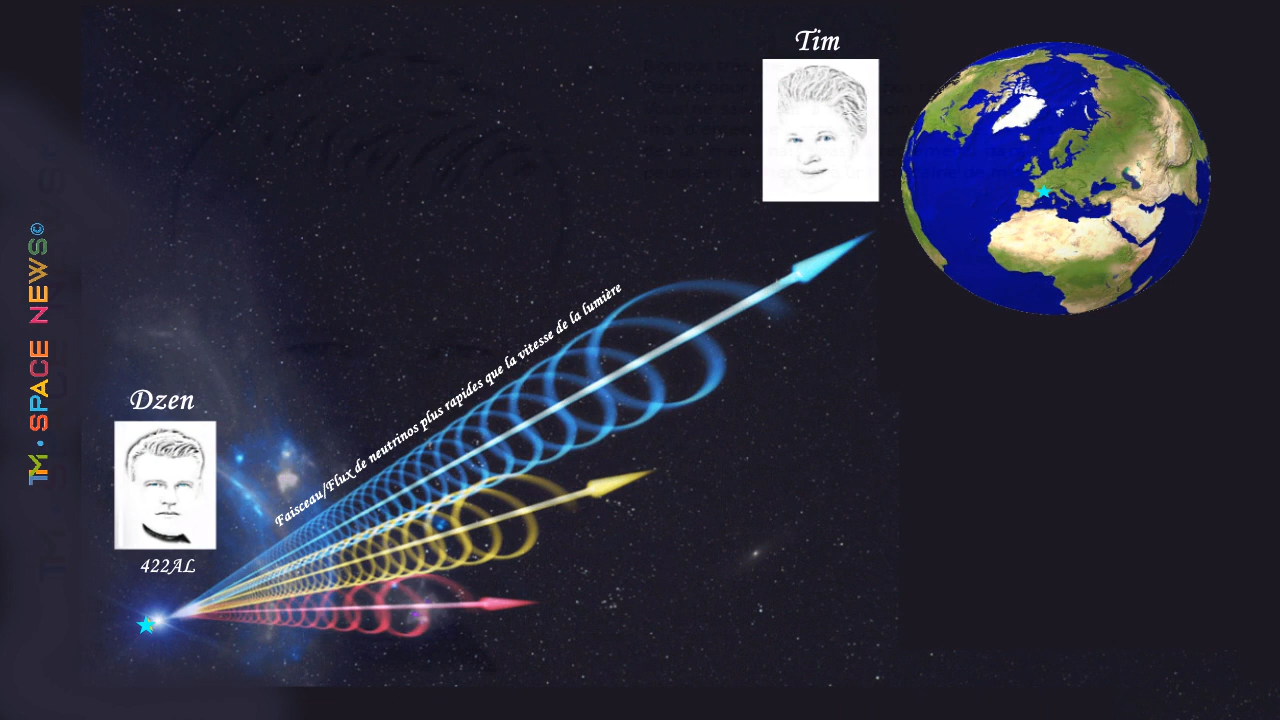 Tim
TM • SPACE NEWS©
Faisceau/Flux de neutrinos plus rapides que la vitesse de la lumière
Dzen
422AL